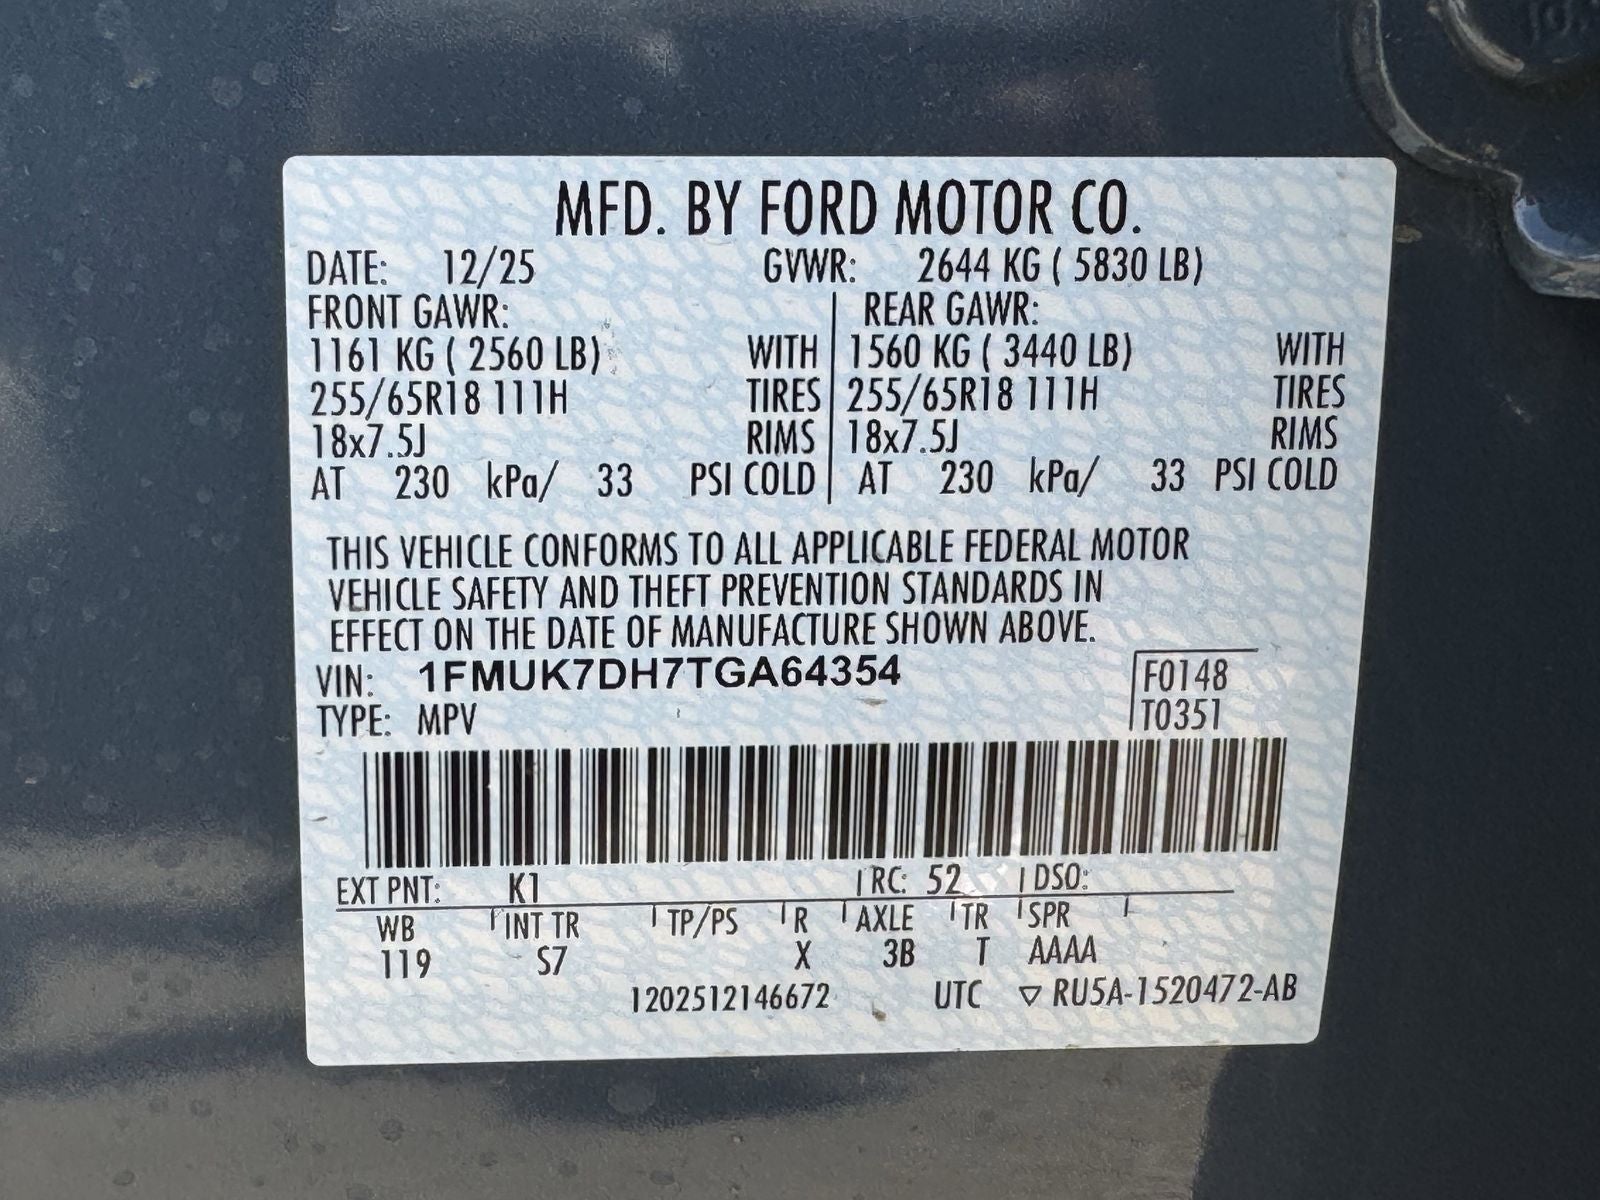 MFD. BY FORD MOTOR CO.
DATE: 12/25 GVWR: 2644 KG ( 5830 LB)
FRONT GAWR: REAR GAWR:
1161 KG ( 2560 LB) WITH 1560 KG ( 3440 LB) WITH
255/65R18 111H TIRES 255/65R18 111H TIRES
18x7.5J RIMS 18x7.5J RIMS
AT 230 kPa/ 33 PSI COLD AT 230 kPa/ 33 PSI COLD
THIS VEHICLE CONFORMS TO ALL APPLICABLE FEDERAL MOTOR
VEHICLE SAFETY AND THEFT PREVENTION STANDARDS IN
EFFECT ON THE DATE OF MANUFACTURE SHOWN ABOVE.
VIN: 1FMUK7DH7TGA64354 F0148
TYPE: MPV T0351
EXT PNT: K1 RC: 52 DSO:
WB INT TR TP/PS R AXLE TR SPR
119 S7 X 3B T AAAA
1202512146672 UTC ▽ RU5A-1520472-AB